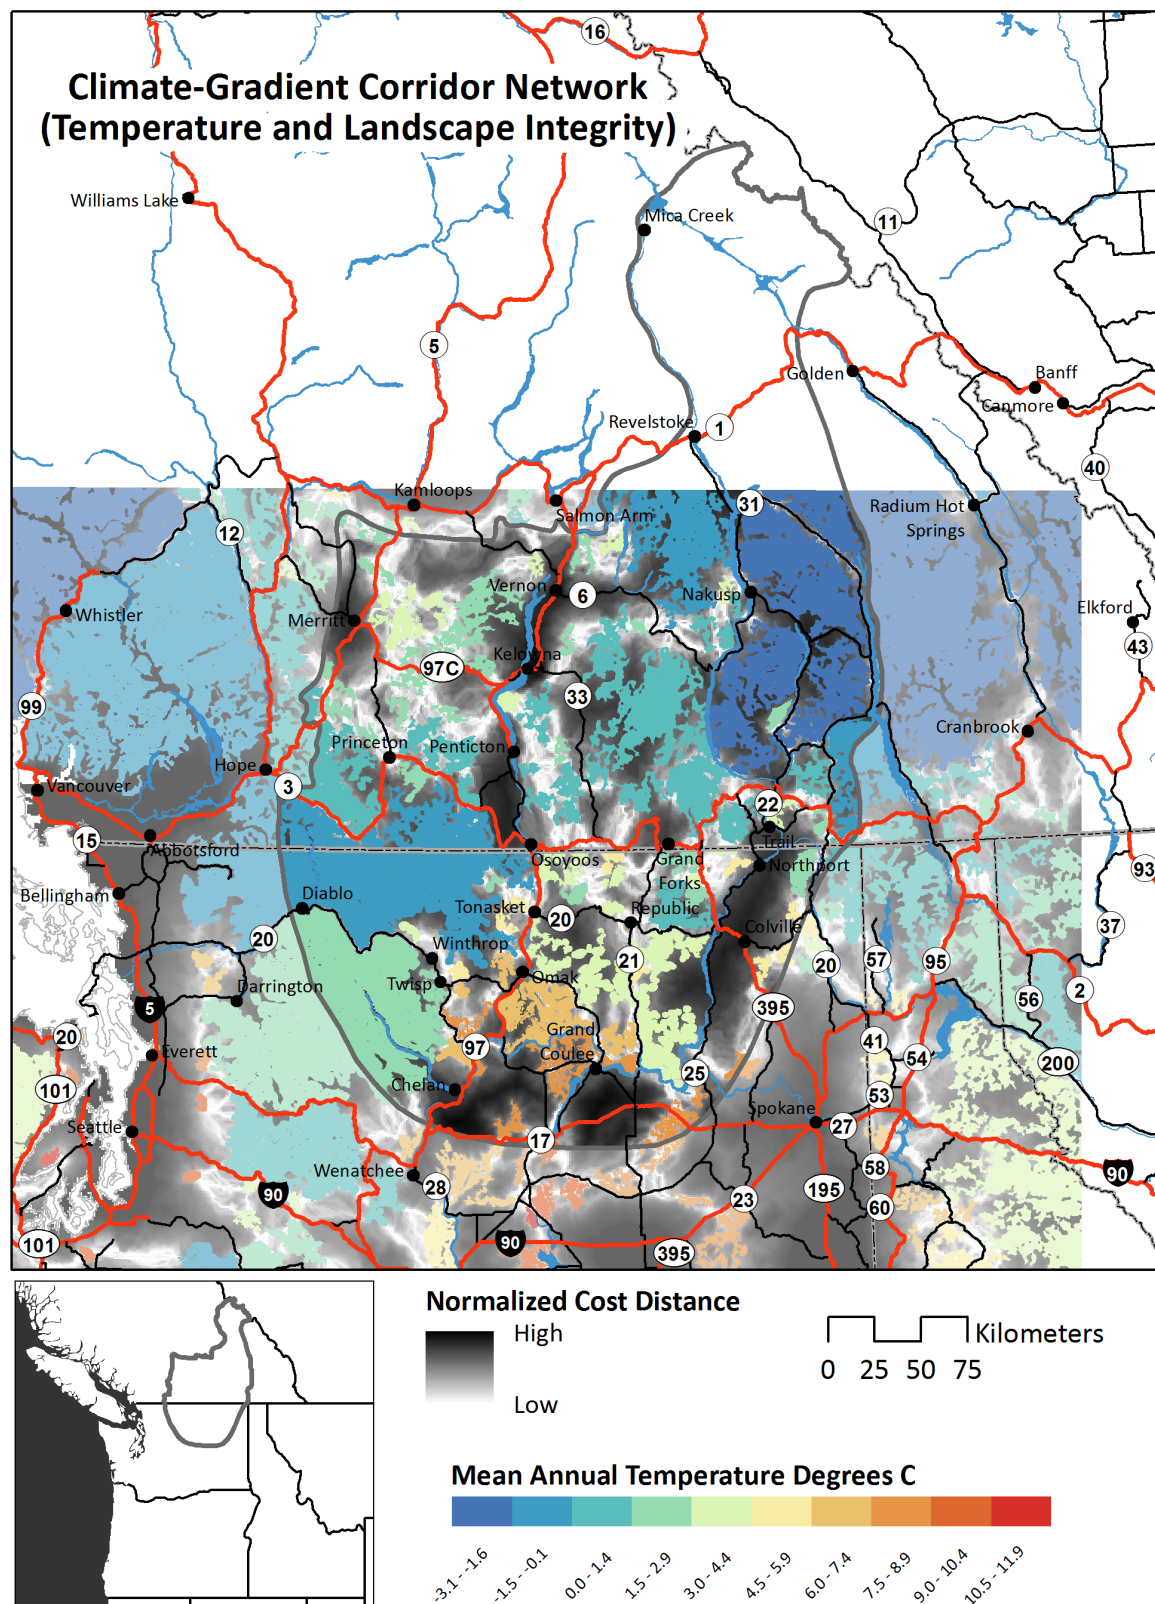 Climate-Gradient Corridor Network
(Temperature and Landscape Integrity)
16
Williams Lake
Mica Creek
11
5
Golden
Banff
Canmore
Revelstoke
1
40
Kamloops
Salmon Arm
31
Radium Hot
Springs
12
Vernon
6
Nakusp
Whistler
Merritt
Elkford
43
97C
Kelowna
33
99
Princeton
Penticton
Cranbrook
Hope
3
Vancouver
22
15
Abbotsford
Osoyoos
Grand
Forks
Trail
Northport
93
Bellingham
Diablo
Tonasket
20
Republic
37
20
Winthrop
21
Colville
20
57
95
Twisp
Omak
Darrington
5
395
56
2
20
Everett
97
Grand
Coulee
41
54
200
101
Chelan
25
53
Seattle
Spokane
27
17
Wenatchee
28
58
90
90
23
195
60
101
90
395
Normalized Cost Distance
High
Low
Kilometers
0 25 50 75
Mean Annual Temperature Degrees C
-3.1 - -1.6
-1.5 - -0.1
0.0 - 1.4
1.5 - 2.9
3.0 - 4.4
4.5 - 5.9
6.0 - 7.4
7.5 - 8.9
9.0 - 10.4
10.5 - 11.9